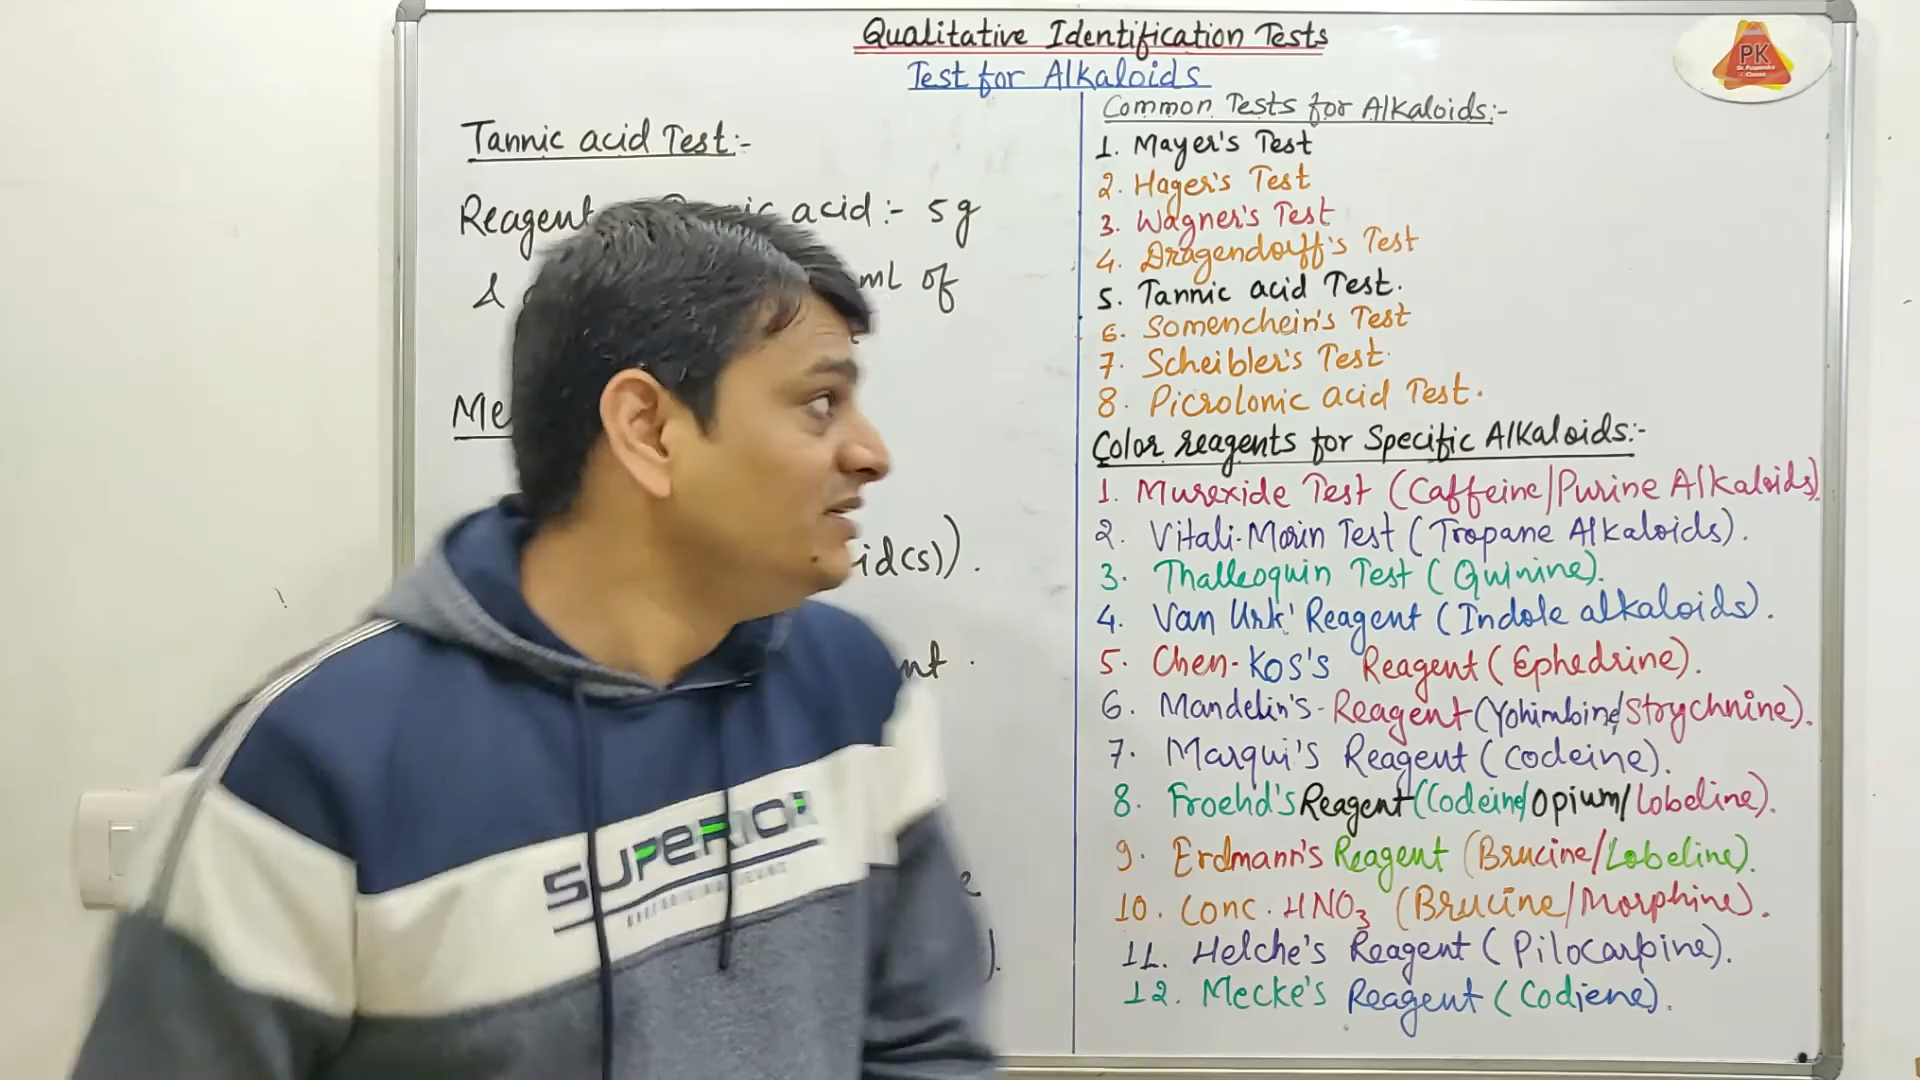 Qualitative Identification Tests
Test for Alkaloids
Tannic acid Test:-
Reagent acid:- 5g
& ml of
Me
id(s)).
nt.
Common Tests for Alkaloids:-
1. Mayer's Test
2. Hager's Test
3. Wagner's Test
4. Dragendorff's Test
5. Tannic acid Test.
6. Somenchein's Test
7. Scheibler's Test.
8. Picrolonic acid Test.
Color reagents for Specific Alkaloids:-
1. Murexide Test (Caffeine/Purine Alkaloids)
2. Vitali-Morin Test (Tropane Alkaloids).
3. Thalleoquin Test (Quinine).
4. Van Urk' Reagent (Indole alkaloids).
5. Chen-Kos's Reagent (Ephedrine).
6. Mandelin's-Reagent (Yohimbine/Strychnine).
7. Marqui's Reagent (Codeine).
8. Froehd's Reagent (Codeine/Opium/Lobeline).
9. Erdmann's Reagent (Brucine/Lobeline).
10. Conc. HNO3 (Brucine/Morphine).
11. Helche's Reagent (Pilocarpine).
12. Mecke's Reagent (Codiene).
PK
SUPERIOR